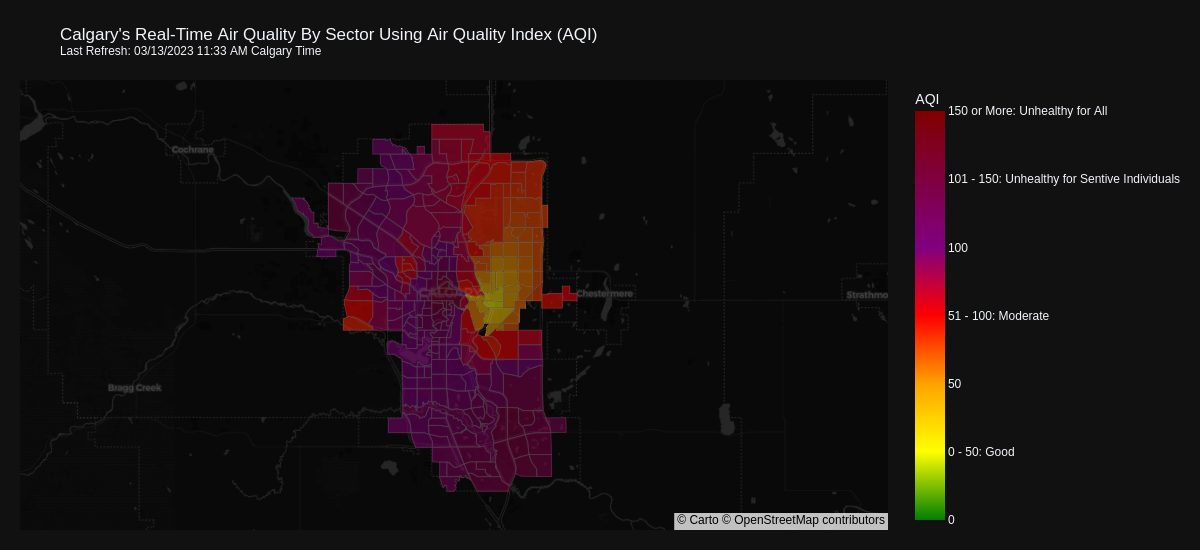 Calgary's Real-Time Air Quality By Sector Using Air Quality Index (AQI)
Last Refresh: 03/13/2023 11:33 AM Calgary Time
AQI
150 or More: Unhealthy for All
Cochrane
101 - 150: Unhealthy for Sentive Individuals
100
Chestermere
Strathmo
51 - 100: Moderate
50
Bragg Creek
0 - 50: Good
© Carto © OpenStreetMap contributors
0